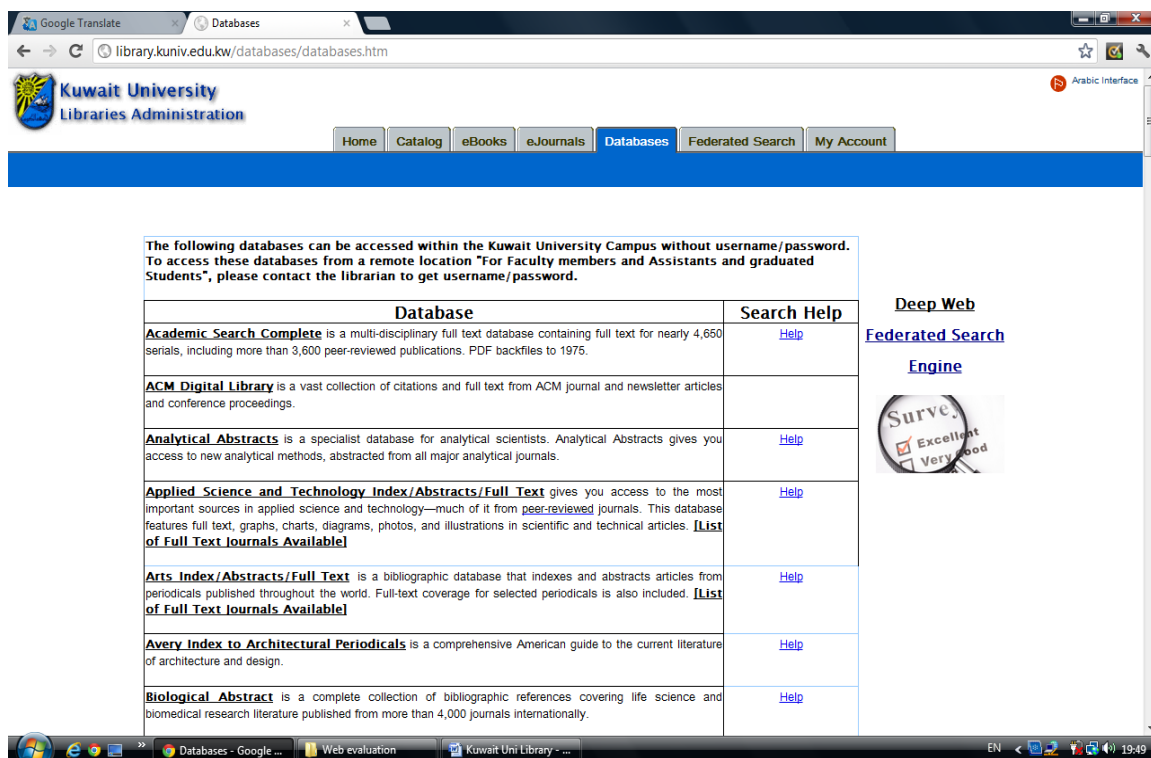 Google Translate
Databases
library.kuniv.edu.kw/databases/databases.htm
Kuwait University
Libraries Administration
Arabic Interface
Home Catalog eBooks eJournals Databases Federated Search My Account
The following databases can be accessed within the Kuwait University Campus without username/password.
To access these databases from a remote location "For Faculty members and Assistants and graduated
Students", please contact the librarian to get username/password.
Database Search Help
Academic Search Complete is a multi-disciplinary full text database containing full text for nearly 4,650 Help
serials, including more than 3,600 peer-reviewed publications. PDF backfiles to 1975.
ACM Digital Library is a vast collection of citations and full text from ACM journal and newsletter articles
and conference proceedings.
Analytical Abstracts is a specialist database for analytical scientists. Analytical Abstracts gives you Help
access to new analytical methods, abstracted from all major analytical journals.
Applied Science and Technology Index/Abstracts/Full Text gives you access to the most Help
important sources in applied science and technology—much of it from peer-reviewed journals. This database
features full text, graphs, charts, diagrams, photos, and illustrations in scientific and technical articles. [List
of Full Text Journals Available]
Arts Index/Abstracts/Full Text is a bibliographic database that indexes and abstracts articles from Help
periodicals published throughout the world. Full-text coverage for selected periodicals is also included. [List
of Full Text Journals Available]
Avery Index to Architectural Periodicals is a comprehensive American guide to the current literature Help
of architecture and design.
Biological Abstract is a complete collection of bibliographic references covering life science and Help
biomedical research literature published from more than 4,000 journals internationally.
Deep Web
Federated Search
Engine
Survey
Excellent
Very Good
Databases - Google ... Web evaluation Kuwait Uni Library - ... EN 19:49